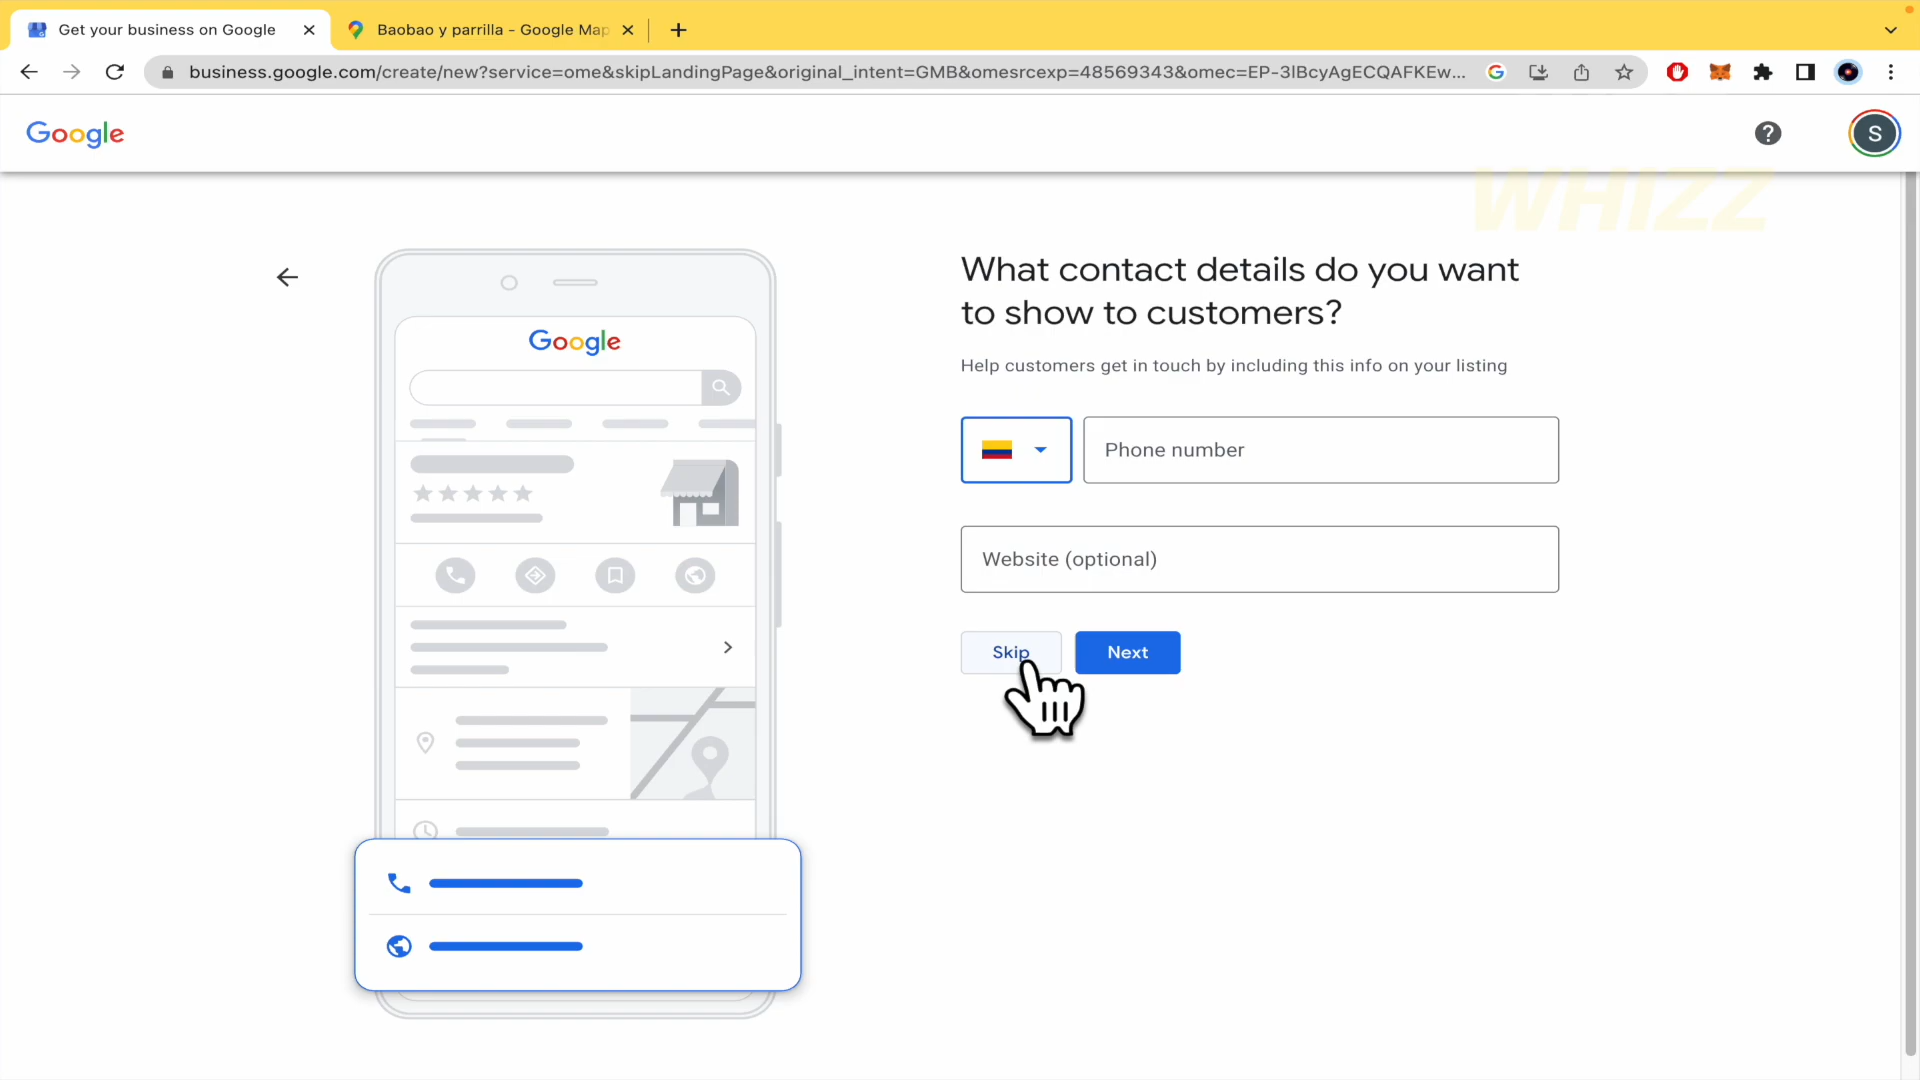 Get your business on Google
Baobao y parrilla - Google Map
business.google.com/create/new?service=ome&skipLandingPage&original_intent=GMB&omesrcexp=48569343&omec=EP-3lBcyAgECQAFKEw...
Google
S
WHIZZ
What contact details do you want
to show to customers?
Help customers get in touch by including this info on your listing
Google
Phone number
Website (optional)
Skip
Next